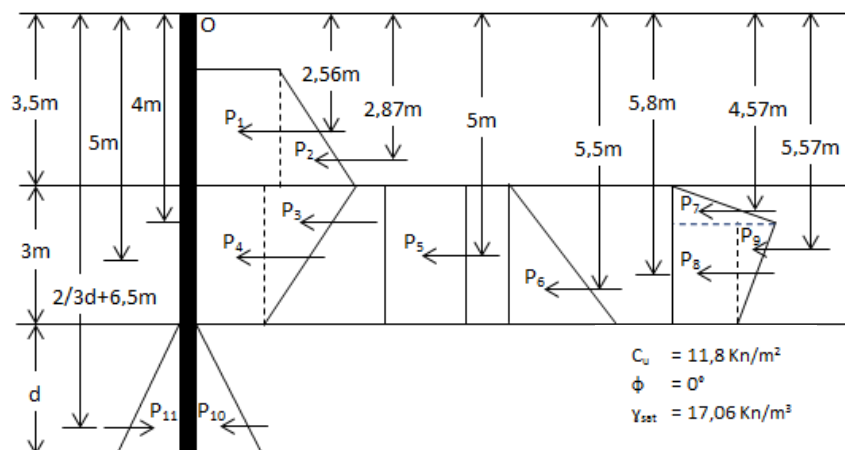 O
3,5m
4m
5m
2,56m
2,87m
5m
5,5m
5,8m
4,57m
5,57m
P₁
P₂
3m
P₃
P₄
P₅
P₆
P₇
P₈
P₉
2/3d+6,5m
d
P₁₁
P₁₀
Cᵤ = 11,8 Kn/m²
ϕ = 0°
Ɣsat = 17,06 Kn/m³